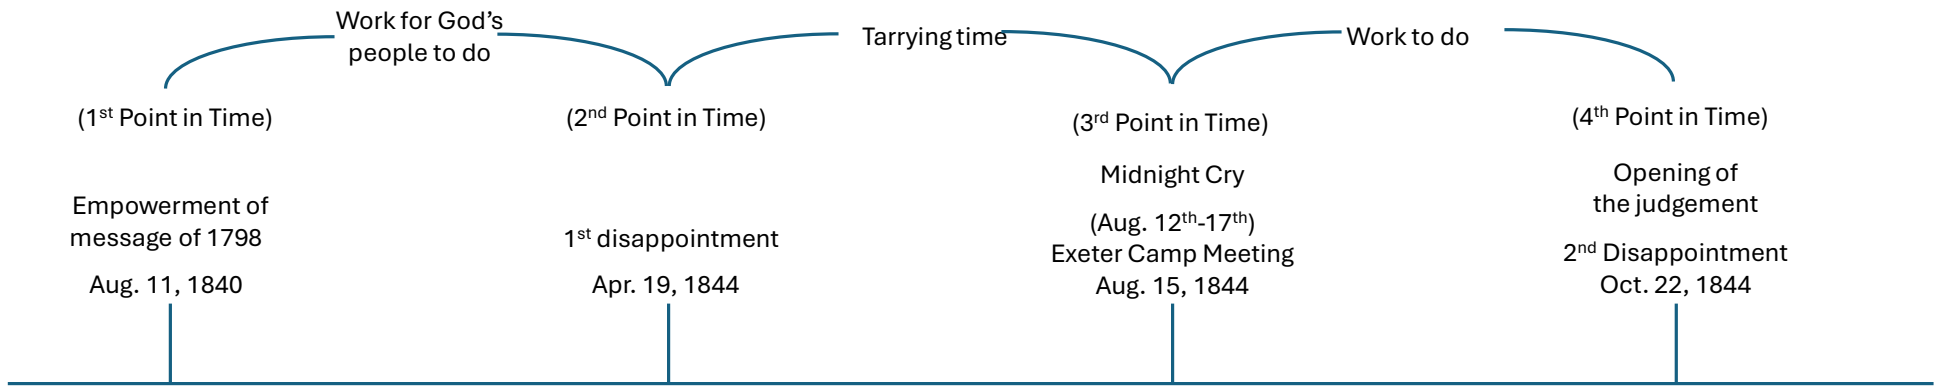 Work for God's
people to do
Tarrying time
Work to do
(1st Point in Time)
(2nd Point in Time)
(3rd Point in Time)
(4th Point in Time)
Empowerment of
message of 1798
Aug. 11, 1840
1st disappointment
Apr. 19, 1844
Midnight Cry
(Aug. 12th-17th)
Exeter Camp Meeting
Aug. 15, 1844
Opening of
the judgement
2nd Disappointment
Oct. 22, 1844